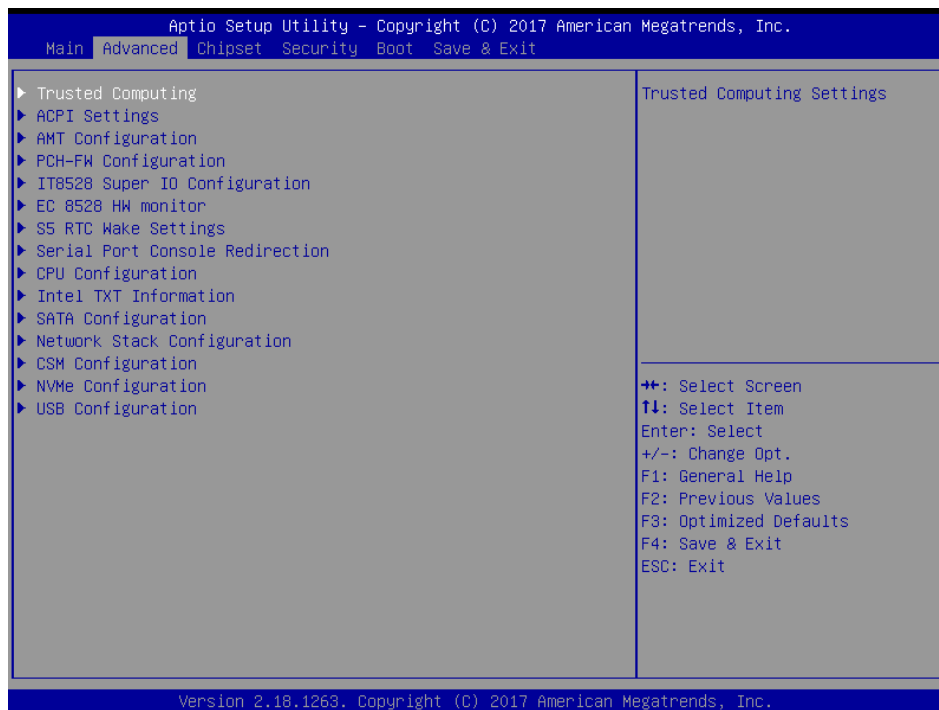 Aptio Setup Utility – Copyright (C) 2017 American Megatrends, Inc.
Main Advanced Chipset Security Boot Save & Exit
▶ Trusted Computing
▶ ACPI Settings
▶ AMT Configuration
▶ PCH-FW Configuration
▶ IT8528 Super IO Configuration
▶ EC 8528 HW monitor
▶ S5 RTC Wake Settings
▶ Serial Port Console Redirection
▶ CPU Configuration
▶ Intel TXT Information
▶ SATA Configuration
▶ Network Stack Configuration
▶ CSM Configuration
▶ NVMe Configuration
▶ USB Configuration
Trusted Computing Settings
→←: Select Screen
↑↓: Select Item
Enter: Select
+/-: Change Opt.
F1: General Help
F2: Previous Values
F3: Optimized Defaults
F4: Save & Exit
ESC: Exit
Version 2.18.1263. Copyright (C) 2017 American Megatrends, Inc.